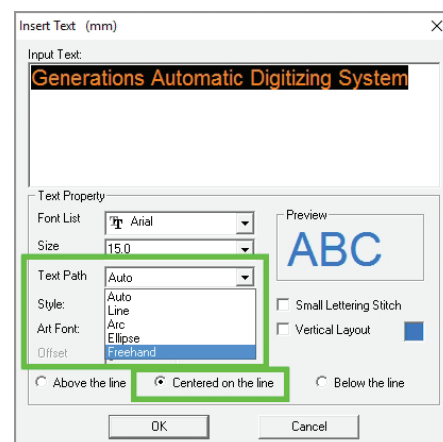 Insert Text (mm)
Input Text:
Generations Automatic Digitizing System
Text Property
Font List
Arial
Preview
ABC
Size
15.0
Text Path
Auto
Style:
Auto
Line
Small Lettering Stitch
Art Font:
Arc
Ellipse
Vertical Layout
Offset
Freehand
Above the line
Centered on the line
Below the line
OK
Cancel